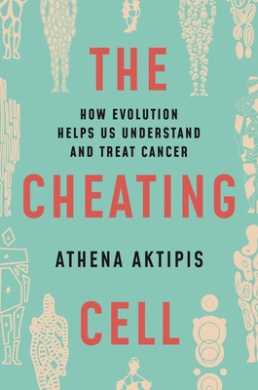 THE
HOW EVOLUTION
HELPS US UNDERSTAND
AND TREAT CANCER
CHEATING
ATHENA AKTIPIS
CELL